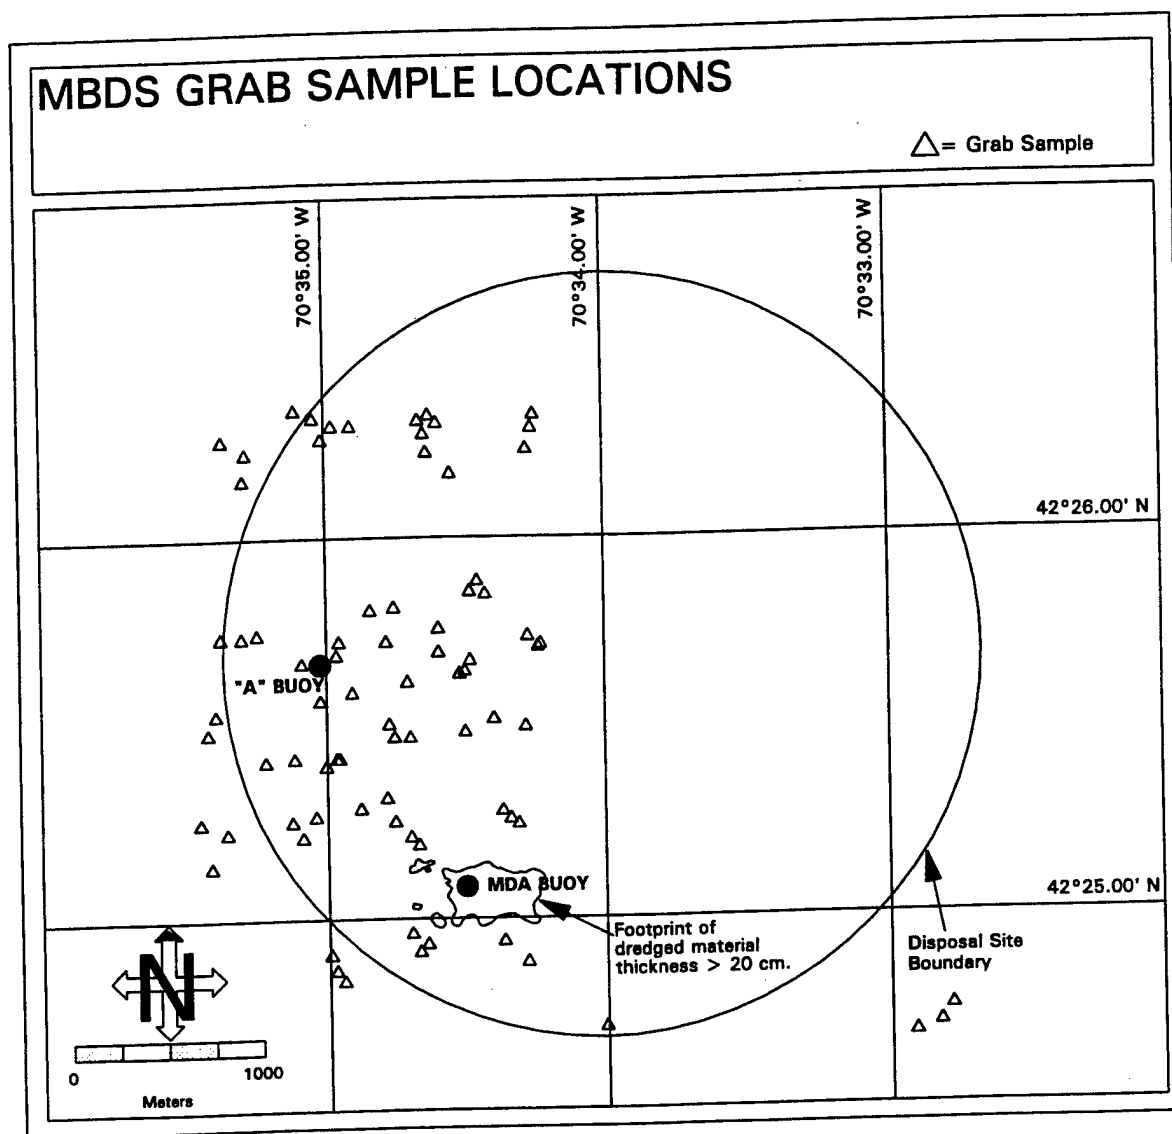 MBDS GRAB SAMPLE LOCATIONS
△= Grab Sample
70°35.00' W
70°34.00' W
70°33.00' W
42°26.00' N
"A" BUOY
MDA BUOY
42°25.00' N
Footprint of
dredged material
thickness > 20 cm.
Disposal Site
Boundary
N
0 1000
Meters